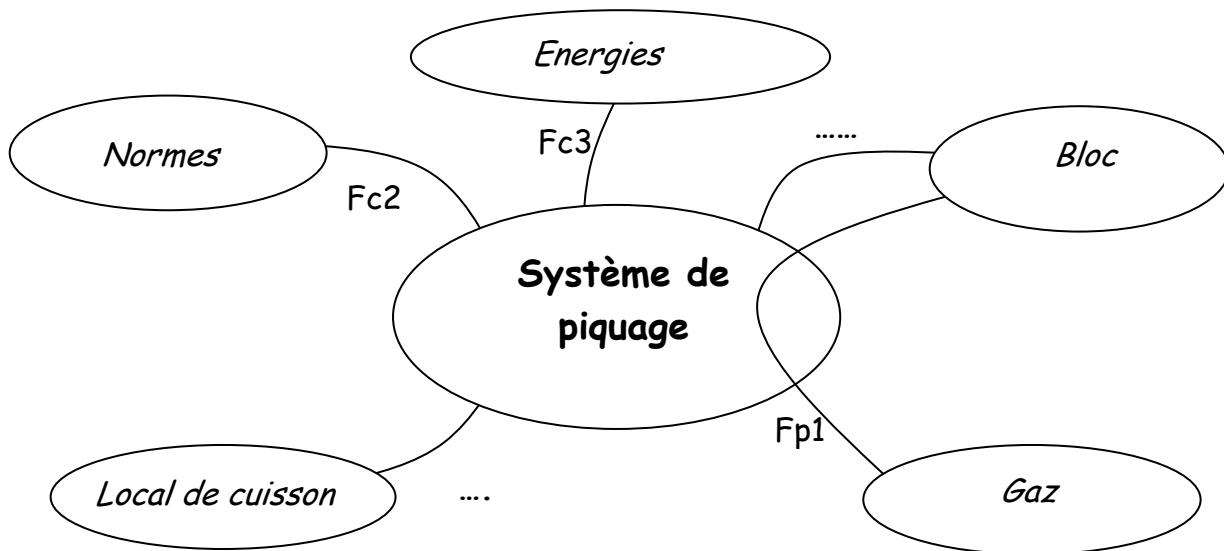 Energies
……
Normes
Fc3
Bloc
Fc2
Système de
piquage
Fp1
Local de cuisson
….
Gaz